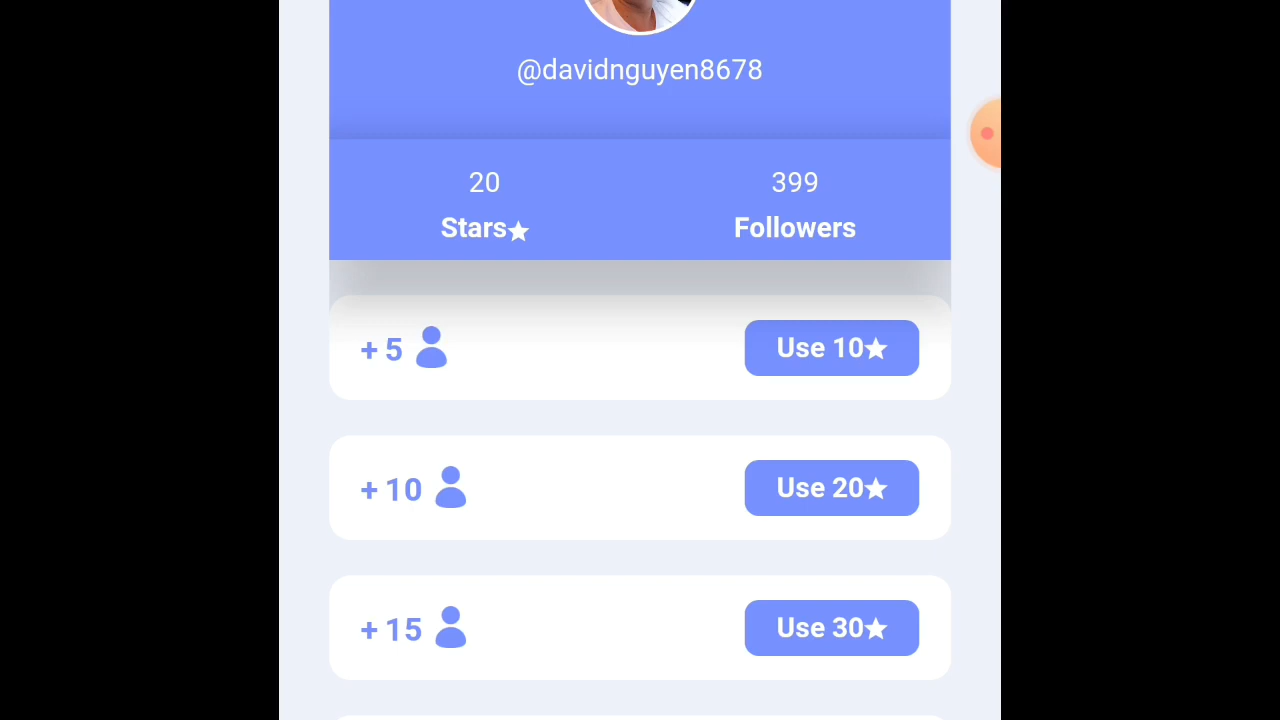 @davidnguyen8678
20 399
Stars Followers
+ 5 Use 10
+ 10 Use 20
+ 15 Use 30